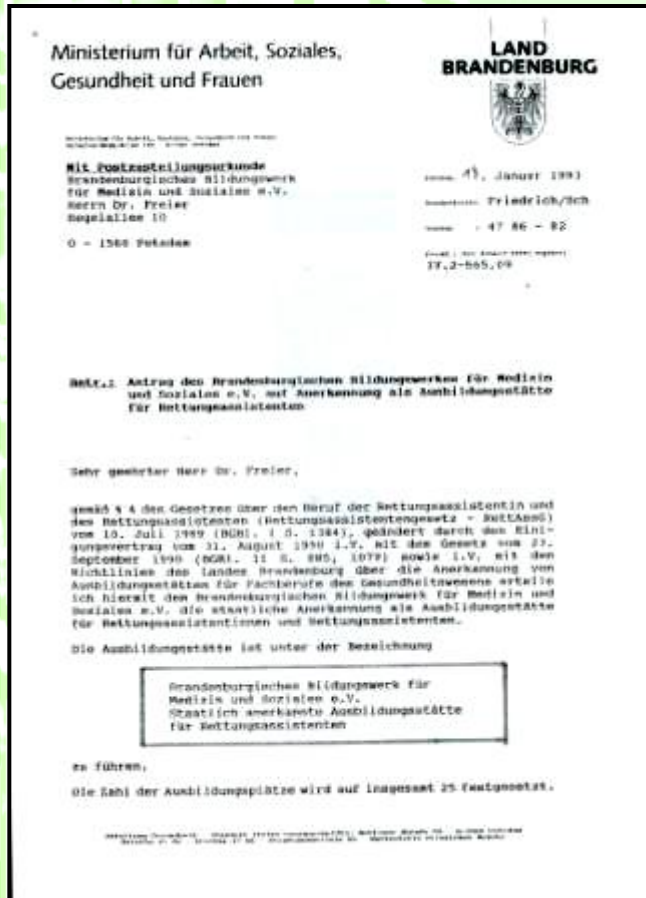 Ministerium für Arbeit, Soziales,
Gesundheit und Frauen
LAND
BRANDENBURG
Mit Postzustellungsurkunde
Brandenburgisches Bildungswerk
für Medizin und Soziales e.V.
Herrn Dr. Freier
Hegelallee 10
O - 1560 Potsdam
Januar 1993
Friedrich/Sch
47 86 - 82
Betr.: Antrag des Brandenburgischen Bildungswerkes für Medizin
und Soziales e.V. auf Anerkennung als Ausbildungsstätte
für Rettungsassistenten
Sehr geehrter Herr Dr. Freier,
gemäß § 4 des Gesetzes über den Beruf der Rettungsassistentin und
des Rettungsassistenten (Rettungsassistentengesetz - RettAssG)
vom 10. Juli 1989 (BGBl. I S. 1384), geändert durch den Eini-
gungsvertrag vom 31. August 1990 i.V. mit dem Gesetz vom 23.
September 1990 (BGBl. II S. 885, 1079) sowie i.V. mit den
Richtlinien des Landes Brandenburg über die Anerkennung von
Ausbildungsstätten für Fachberufe des Gesundheitswesens erteile
ich hiermit dem Brandenburgischen Bildungswerk für Medizin und
Soziales e.V. die staatliche Anerkennung als Ausbildungsstätte
für Rettungsassistentinnen und Rettungsassistenten.
Die Ausbildungsstätte ist unter der Bezeichnung
Brandenburgisches Bildungswerk für
Medizin und Soziales e.V.
Staatlich anerkannte Ausbildungsstätte
für Rettungsassistenten
zu führen.
Die Zahl der Ausbildungsplätze wird auf insgesamt 25 festgesetzt.